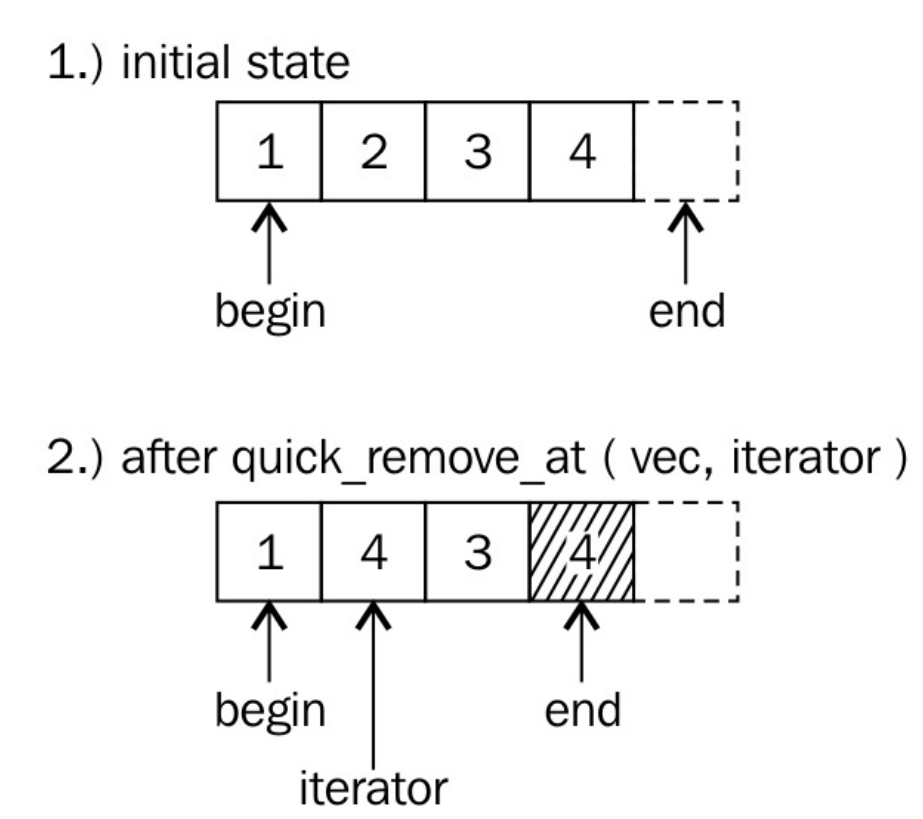 1.) initial state
1 2 3 4
begin end
2.) after quick_remove_at ( vec, iterator )
1 4 3 4
begin end
iterator